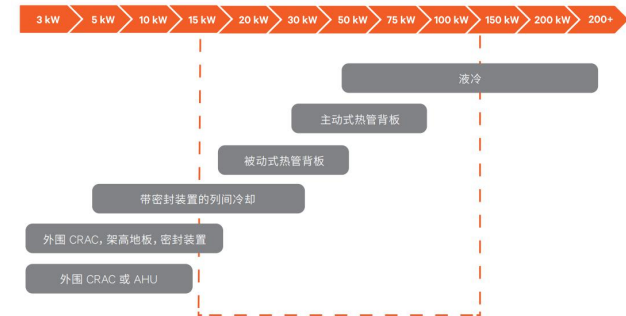 3 kW 5 kW 10 kW 15 kW 20 kW 30 kW 50 kW 75 kW 100 kW 150 kW 200 kW 200+
液冷
主动式热管背板
被动式热管背板
带密封装置的列间冷却
外围 CRAC, 架高地板, 密封装置
外围 CRAC 或 AHU